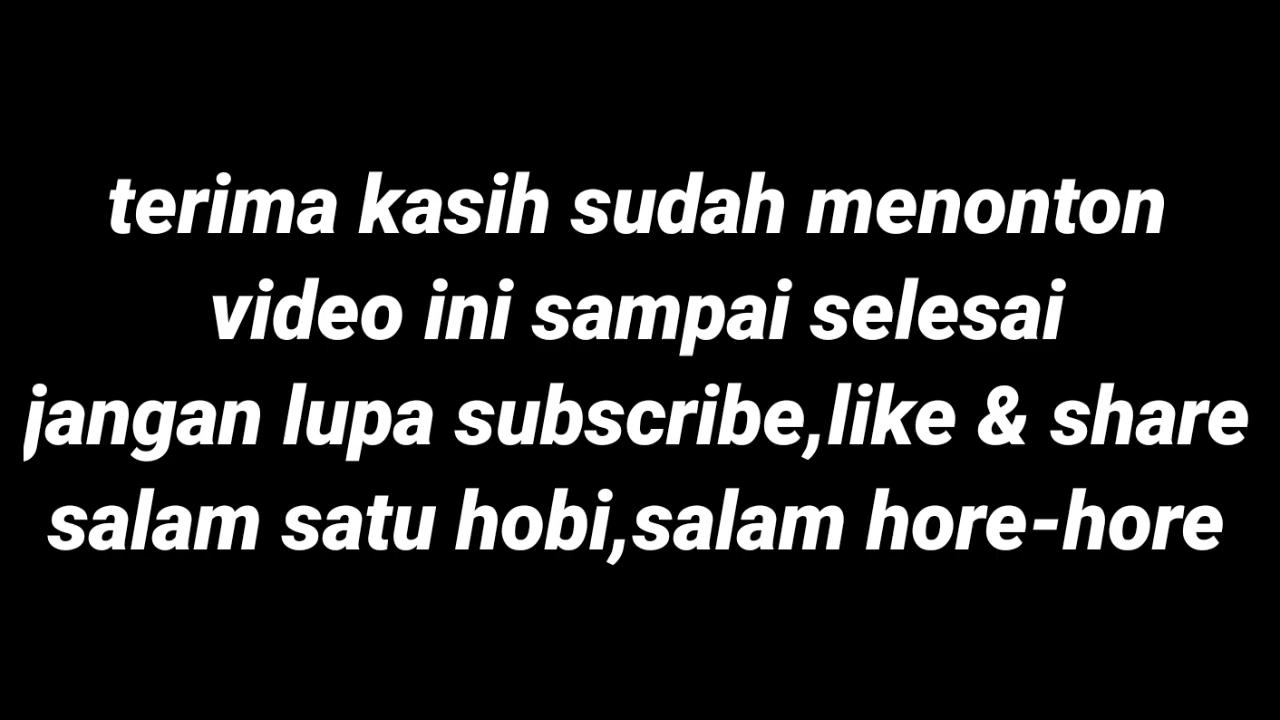 terima kasih sudah menonton
video ini sampai selesai
jangan lupa subscribe,like & share
salam satu hobi,salam hore-hore